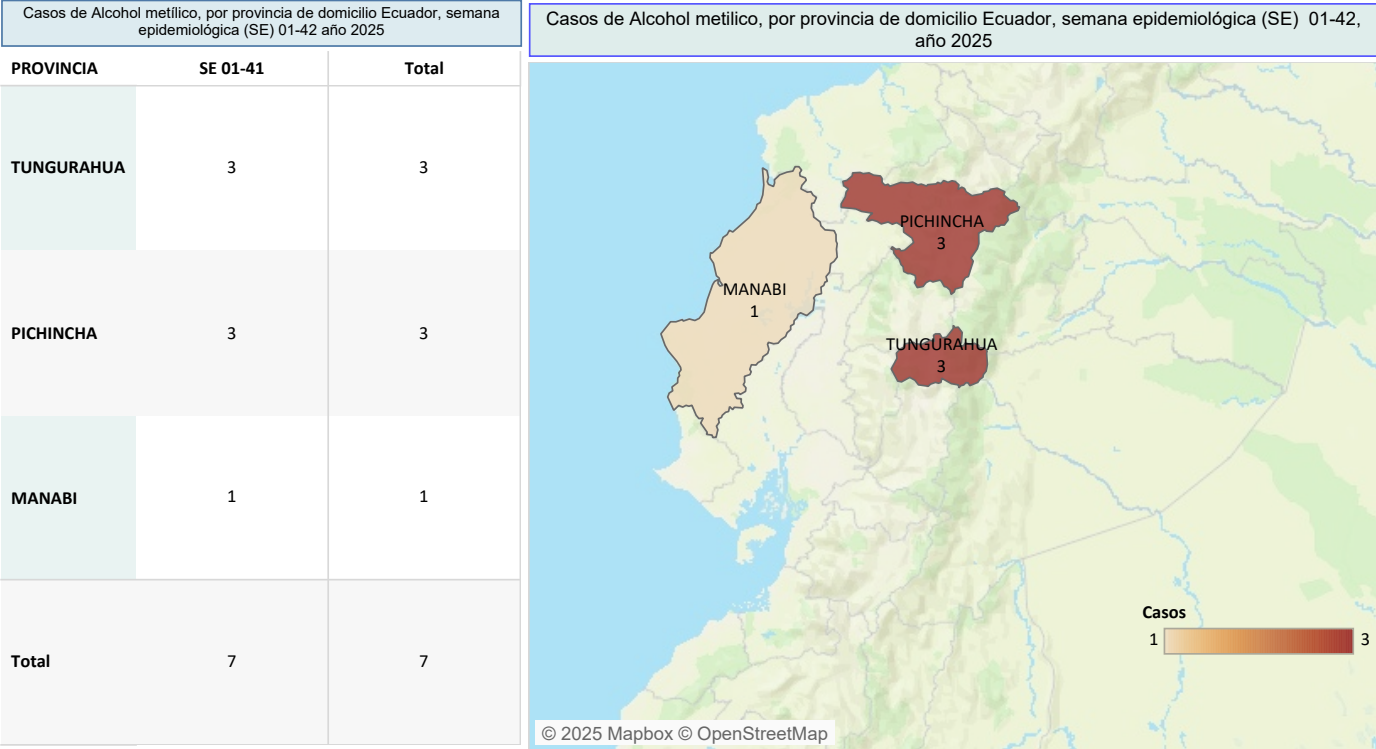 Casos de Alcohol metílico, por provincia de domicilio Ecuador, semana
epidemiológica (SE) 01-42 año 2025
PROVINCIA SE 01-41 Total
TUNGURAHUA 3 3
PICHINCHA 3 3
MANABI 1 1
Total 7 7
Casos de Alcohol metilico, por provincia de domicilio Ecuador, semana epidemiológica (SE) 01-42,
año 2025
PICHINCHA
3
MANABI
1
TUNGURAHUA
3
Casos
1 3
© 2025 Mapbox © OpenStreetMap